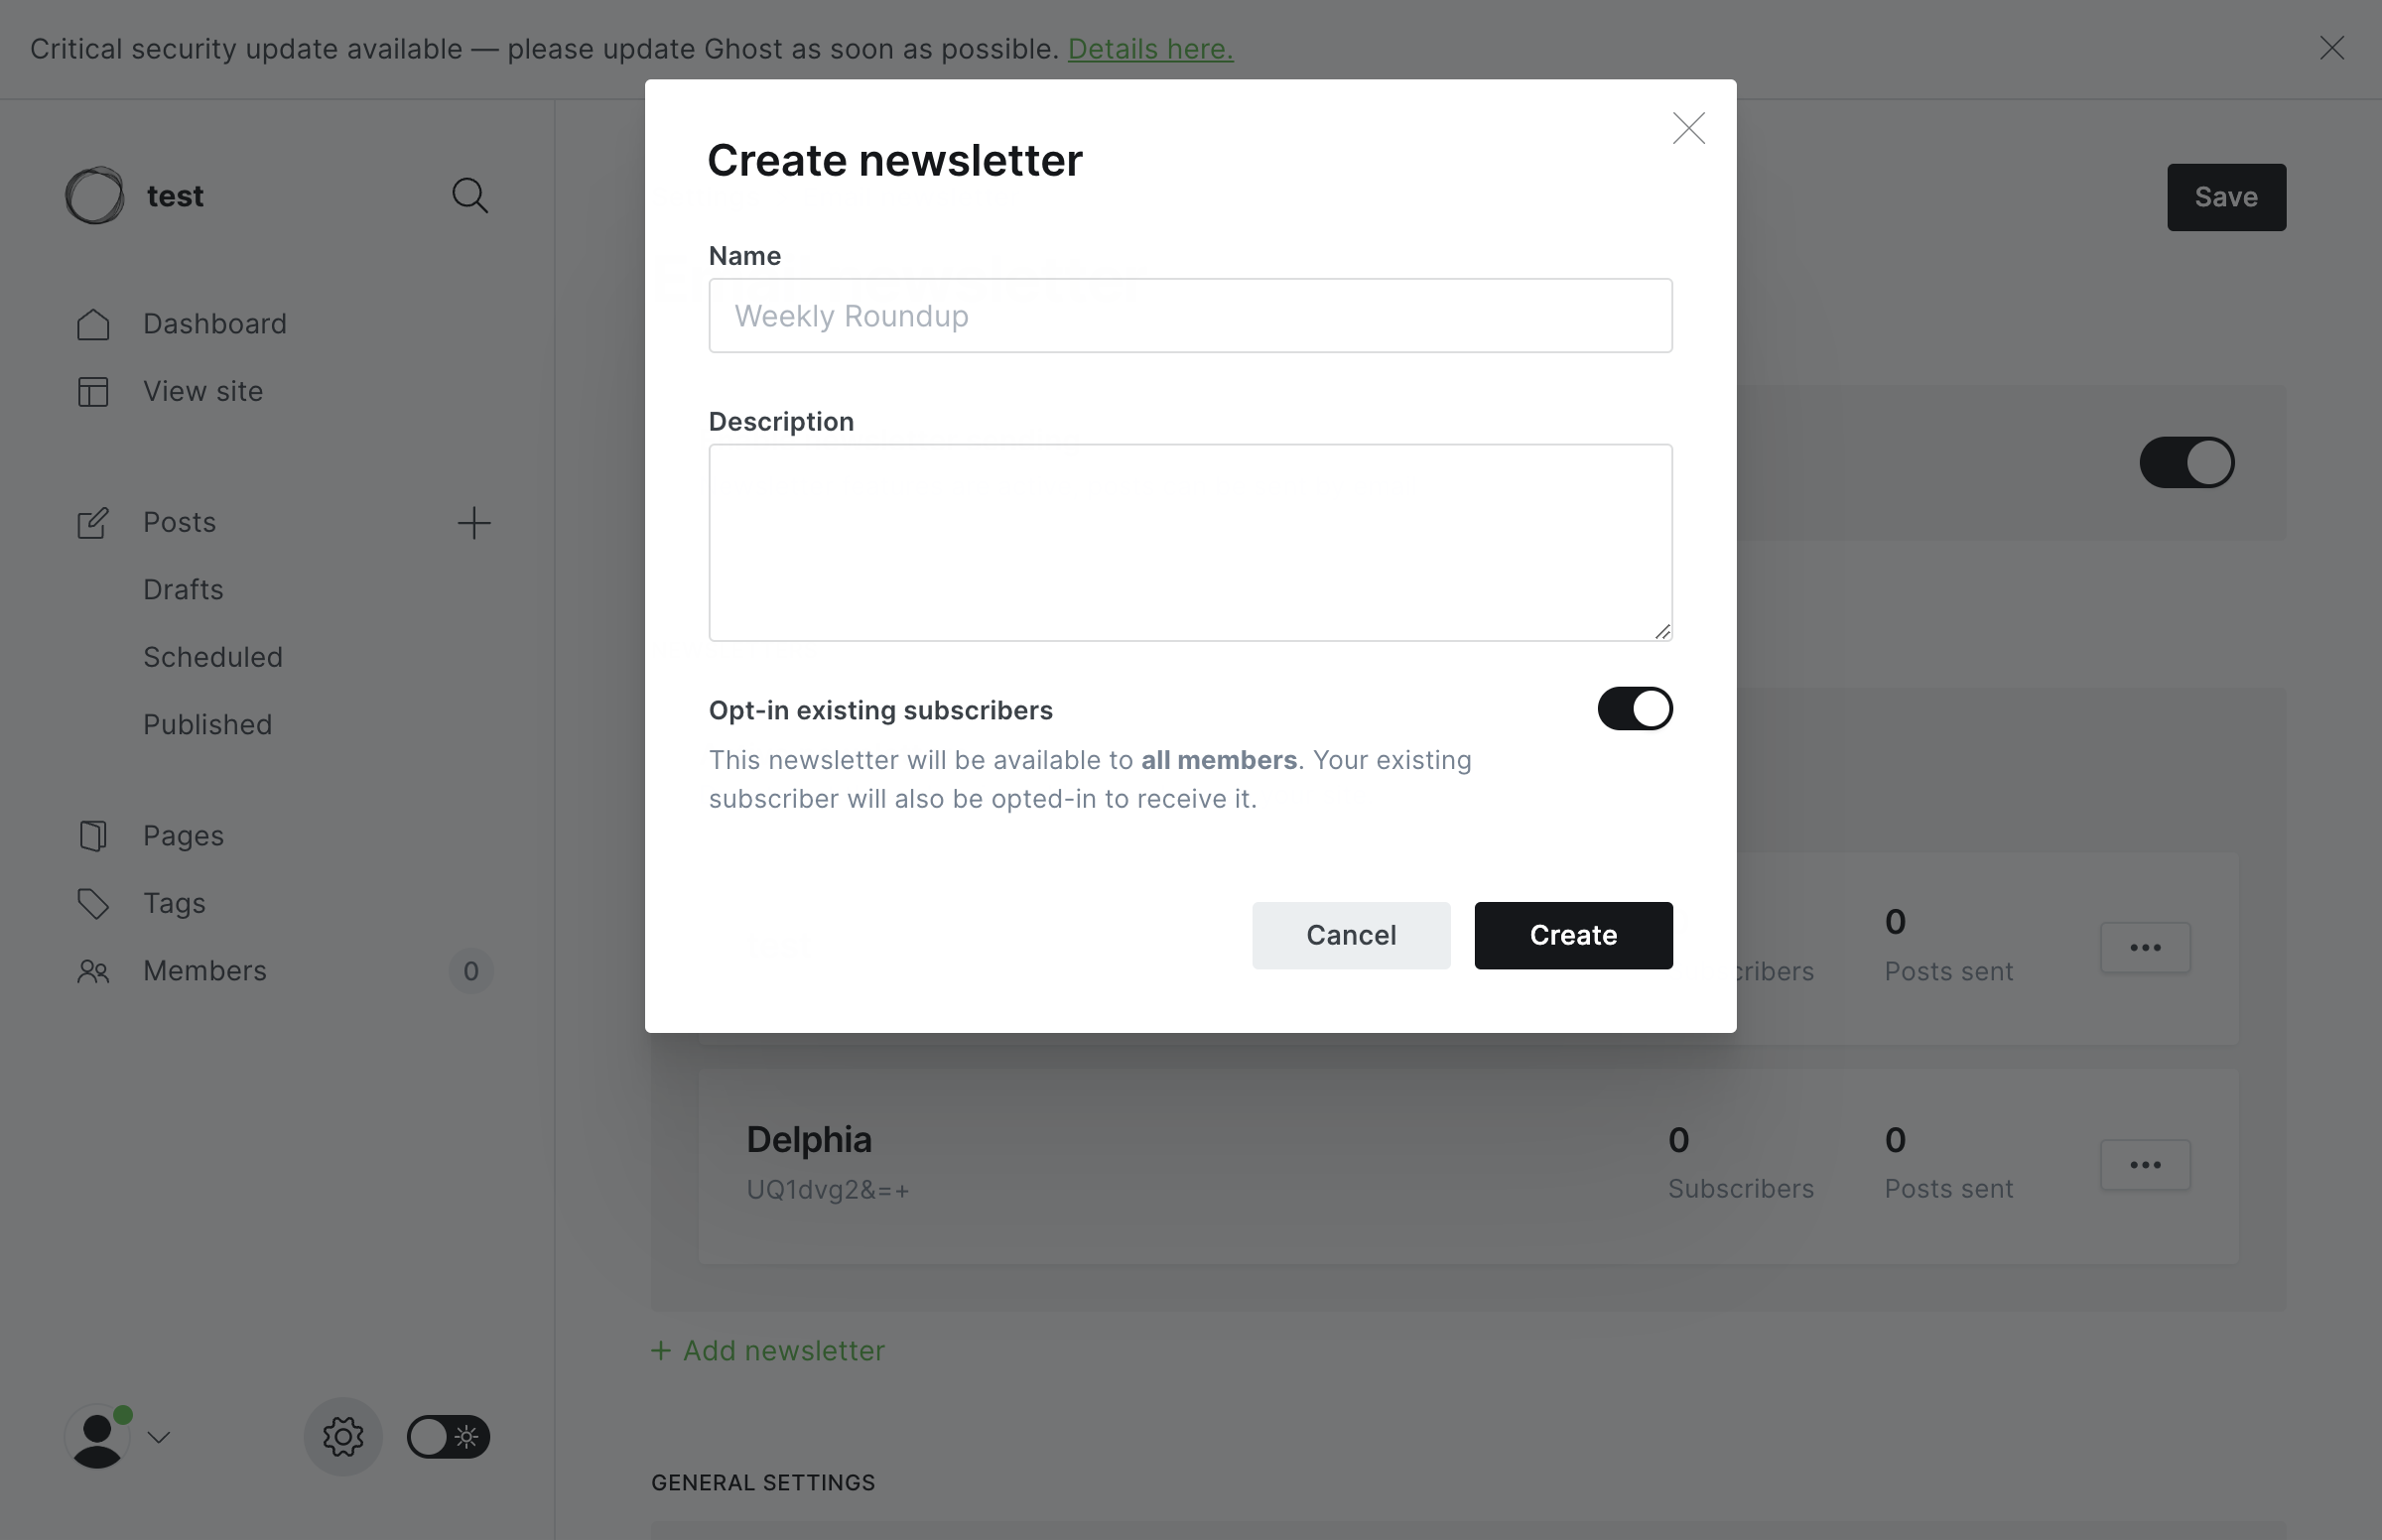 Critical security update available — please update Ghost as soon as possible. Details here.
test
Dashboard
View site
Posts
Drafts
Scheduled
Published
Pages
Tags
Members
0
Create newsletter
Name
Weekly Roundup
Description
Opt-in existing subscribers
This newsletter will be available to all members. Your existing
subscriber will also be opted-in to receive it.
Cancel
Create
Save
0
cribers
Posts sent
Delphia
UQ1dvg2&=+
0
Subscribers
0
Posts sent
+ Add newsletter
GENERAL SETTINGS